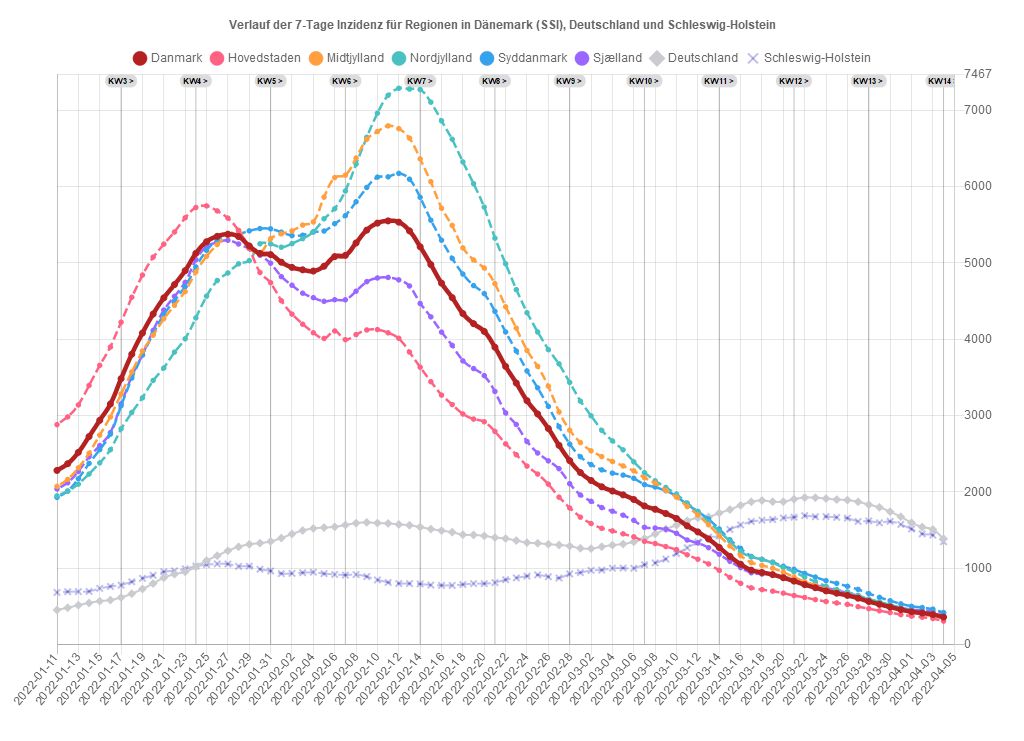 Verlauf der 7-Tage Inzidenz für Regionen in Dänemark (SSI), Deutschland und Schleswig-Holstein
Danmark Hovedstaden Midtjylland Nordjylland Syddanmark Sjælland Deutschland Schleswig-Holstein
KW3 > KW4 > KW5 > KW6 > KW7 > KW8 > KW9 > KW10 > KW11 > KW12 > KW13 > KW14
7467
7000
6000
5000
4000
3000
2000
1000
0
2022-01-11 2022-01-13 2022-01-15 2022-01-17 2022-01-19 2022-01-21 2022-01-23 2022-01-25 2022-01-27 2022-01-29 2022-01-31 2022-02-02 2022-02-04 2022-02-06 2022-02-08 2022-02-10 2022-02-12 2022-02-14 2022-02-16 2022-02-18 2022-02-20 2022-02-22 2022-02-24 2022-02-26 2022-02-28 2022-03-02 2022-03-04 2022-03-06 2022-03-08 2022-03-10 2022-03-12 2022-03-14 2022-03-16 2022-03-18 2022-03-20 2022-03-22 2022-03-24 2022-03-26 2022-03-28 2022-03-30 2022-04-01 2022-04-03 2022-04-05